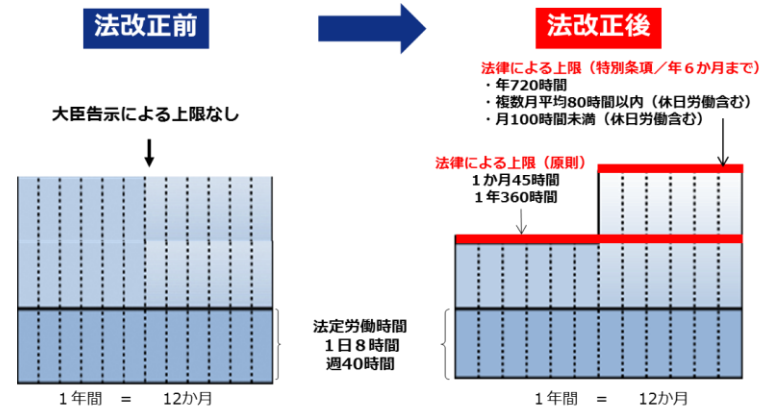 法改正前
法改正後
法律による上限（特別条項／年６か月まで）
・年720時間
・複数月平均80時間以内（休日労働含む）
・月100時間未満（休日労働含む）
大臣告示による上限なし
法律による上限（原則）
１か月45時間
１年360時間
法定労働時間
１日８時間
週40時間
１年間　＝　12か月
１年間　＝　12か月